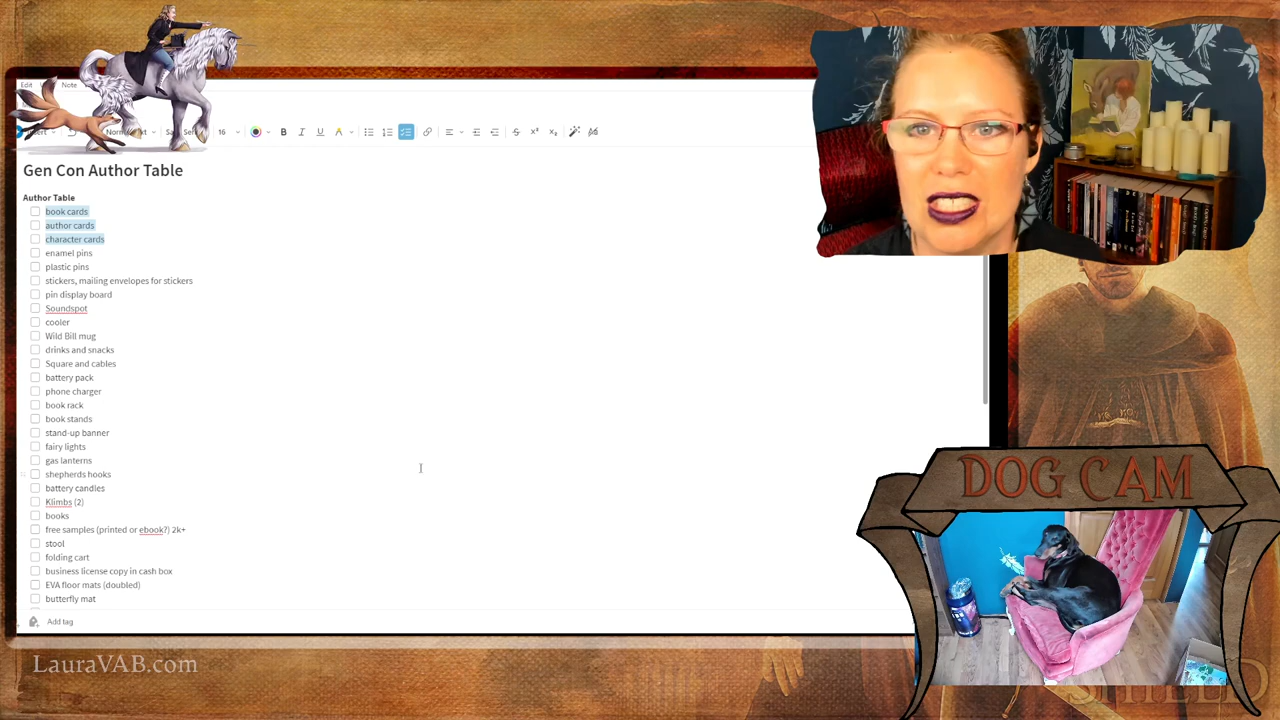 Edit
Note
16
Gen Con Author Table
Author Table
book cards
author cards
character cards
enamel pins
plastic pins
stickers, mailing envelopes for stickers
pin display board
Soundspot
cooler
Wild Bill mug
drinks and snacks
Square and cables
battery pack
phone charger
book rack
book stands
stand-up banner
fairy lights
gas lanterns
shepherds hooks
battery candles
Klimbs (2)
books
free samples (printed or ebook?) 2k+
stool
folding cart
business license copy in cash box
EVA floor mats (doubled)
butterfly mat
Add tag
LauraVAB.com
DOG CAM
SHIELD